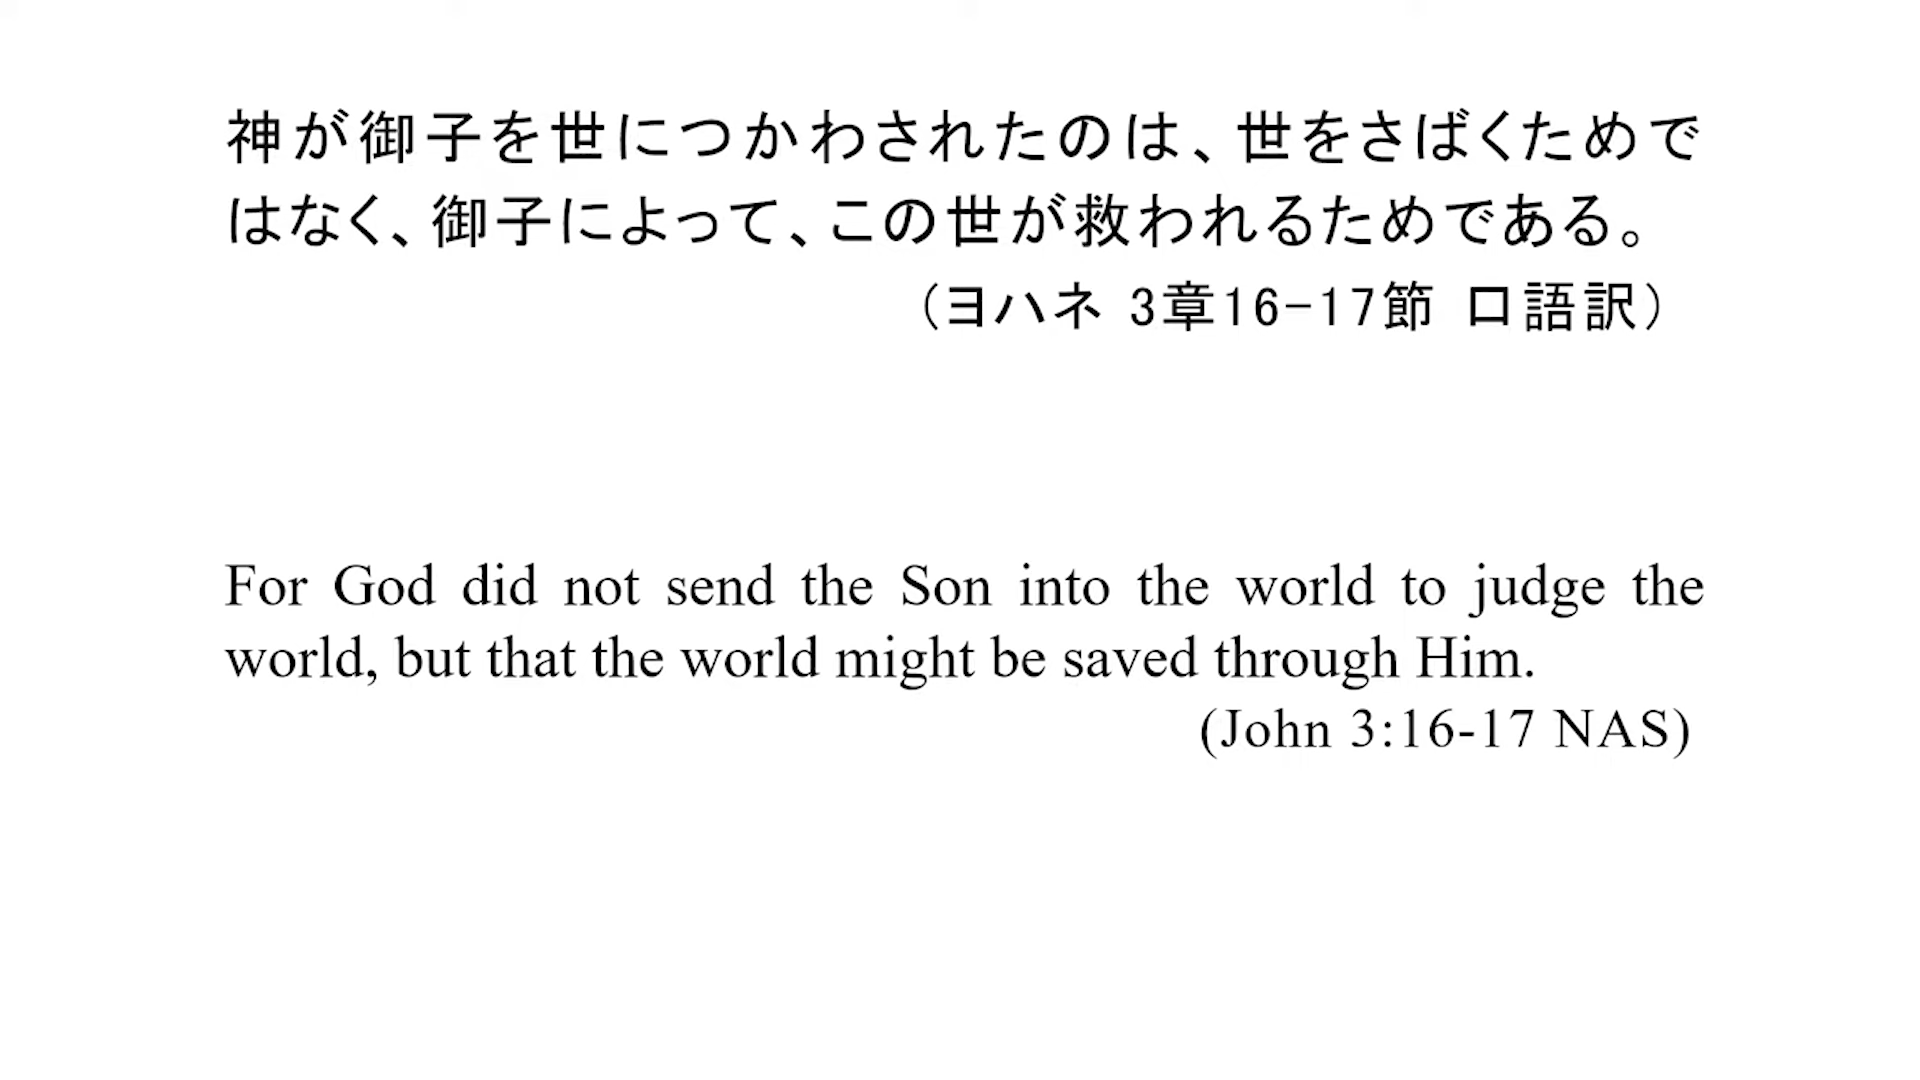 神が御子を世につかわされたのは、世をさばくためで
はなく、御子によって、この世が救われるためである。
（ヨハネ 3章16-17節 口語訳）
For God did not send the Son into the world to judge the
world, but that the world might be saved through Him.
(John 3:16-17 NAS)